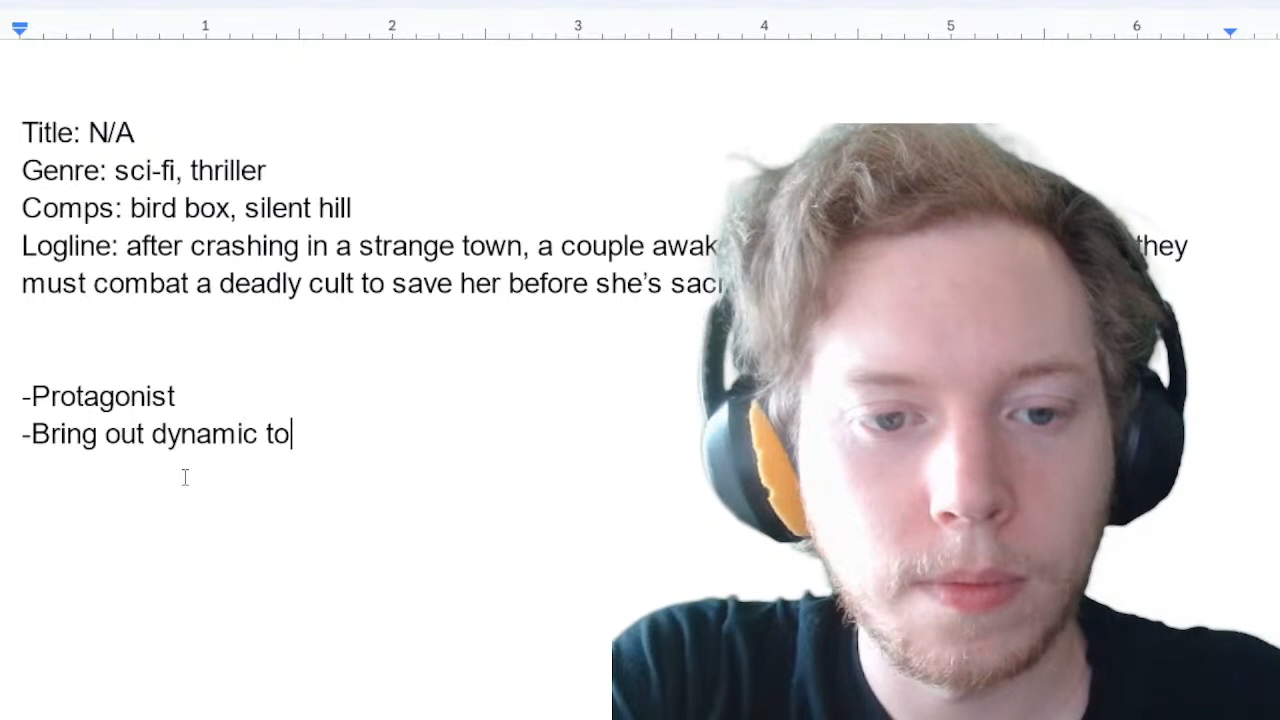 1 2 3 4 5 6
Title: N/A
Genre: sci-fi, thriller
Comps: bird box, silent hill
Logline: after crashing in a strange town, a couple they
must combat a deadly cult to save her before she’s
-Protagonist
-Bring out dynamic to